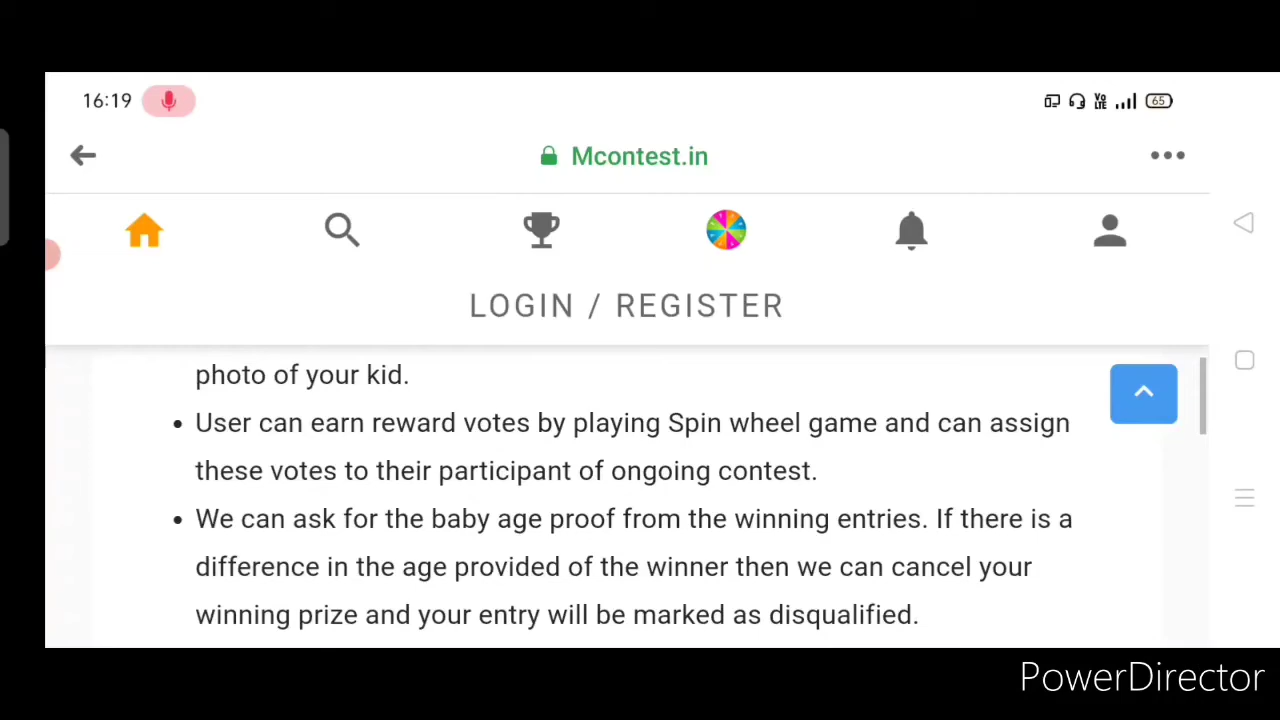 16:19
Vo LTE 65
Mcontest.in
LOGIN / REGISTER
photo of your kid.
• User can earn reward votes by playing Spin wheel game and can assign
these votes to their participant of ongoing contest.
• We can ask for the baby age proof from the winning entries. If there is a
difference in the age provided of the winner then we can cancel your
winning prize and your entry will be marked as disqualified.
PowerDirector